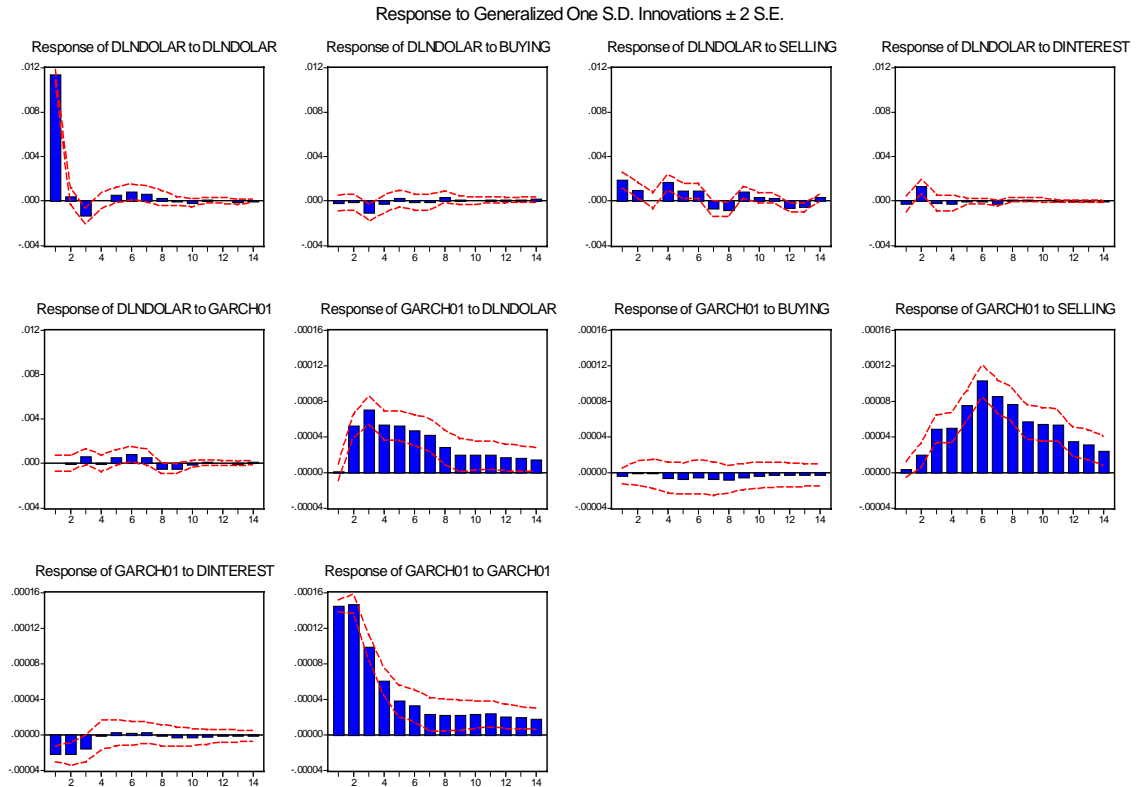 Response to Generalized One S.D. Innovations ± 2 S.E.
Response of DLNDOLAR to DLNDOLAR
.012
.008
.004
.000
-.004
2 4 6 8 10 12 14
Response of DLNDOLAR to BUYING
.012
.008
.004
.000
-.004
2 4 6 8 10 12 14
Response of DLNDOLAR to SELLING
.012
.008
.004
.000
-.004
2 4 6 8 10 12 14
Response of DLNDOLAR to DINTEREST
.012
.008
.004
.000
-.004
2 4 6 8 10 12 14
Response of DLNDOLAR to GARCH01
.012
.008
.004
.000
-.004
2 4 6 8 10 12 14
Response of GARCH01 to DLNDOLAR
.00016
.00012
.00008
.00004
.00000
-.00004
2 4 6 8 10 12 14
Response of GARCH01 to BUYING
.00016
.00012
.00008
.00004
.00000
-.00004
2 4 6 8 10 12 14
Response of GARCH01 to SELLING
.00016
.00012
.00008
.00004
.00000
-.00004
2 4 6 8 10 12 14
Response of GARCH01 to DINTEREST
.00016
.00012
.00008
.00004
.00000
-.00004
2 4 6 8 10 12 14
Response of GARCH01 to GARCH01
.00016
.00012
.00008
.00004
.00000
-.00004
2 4 6 8 10 12 14